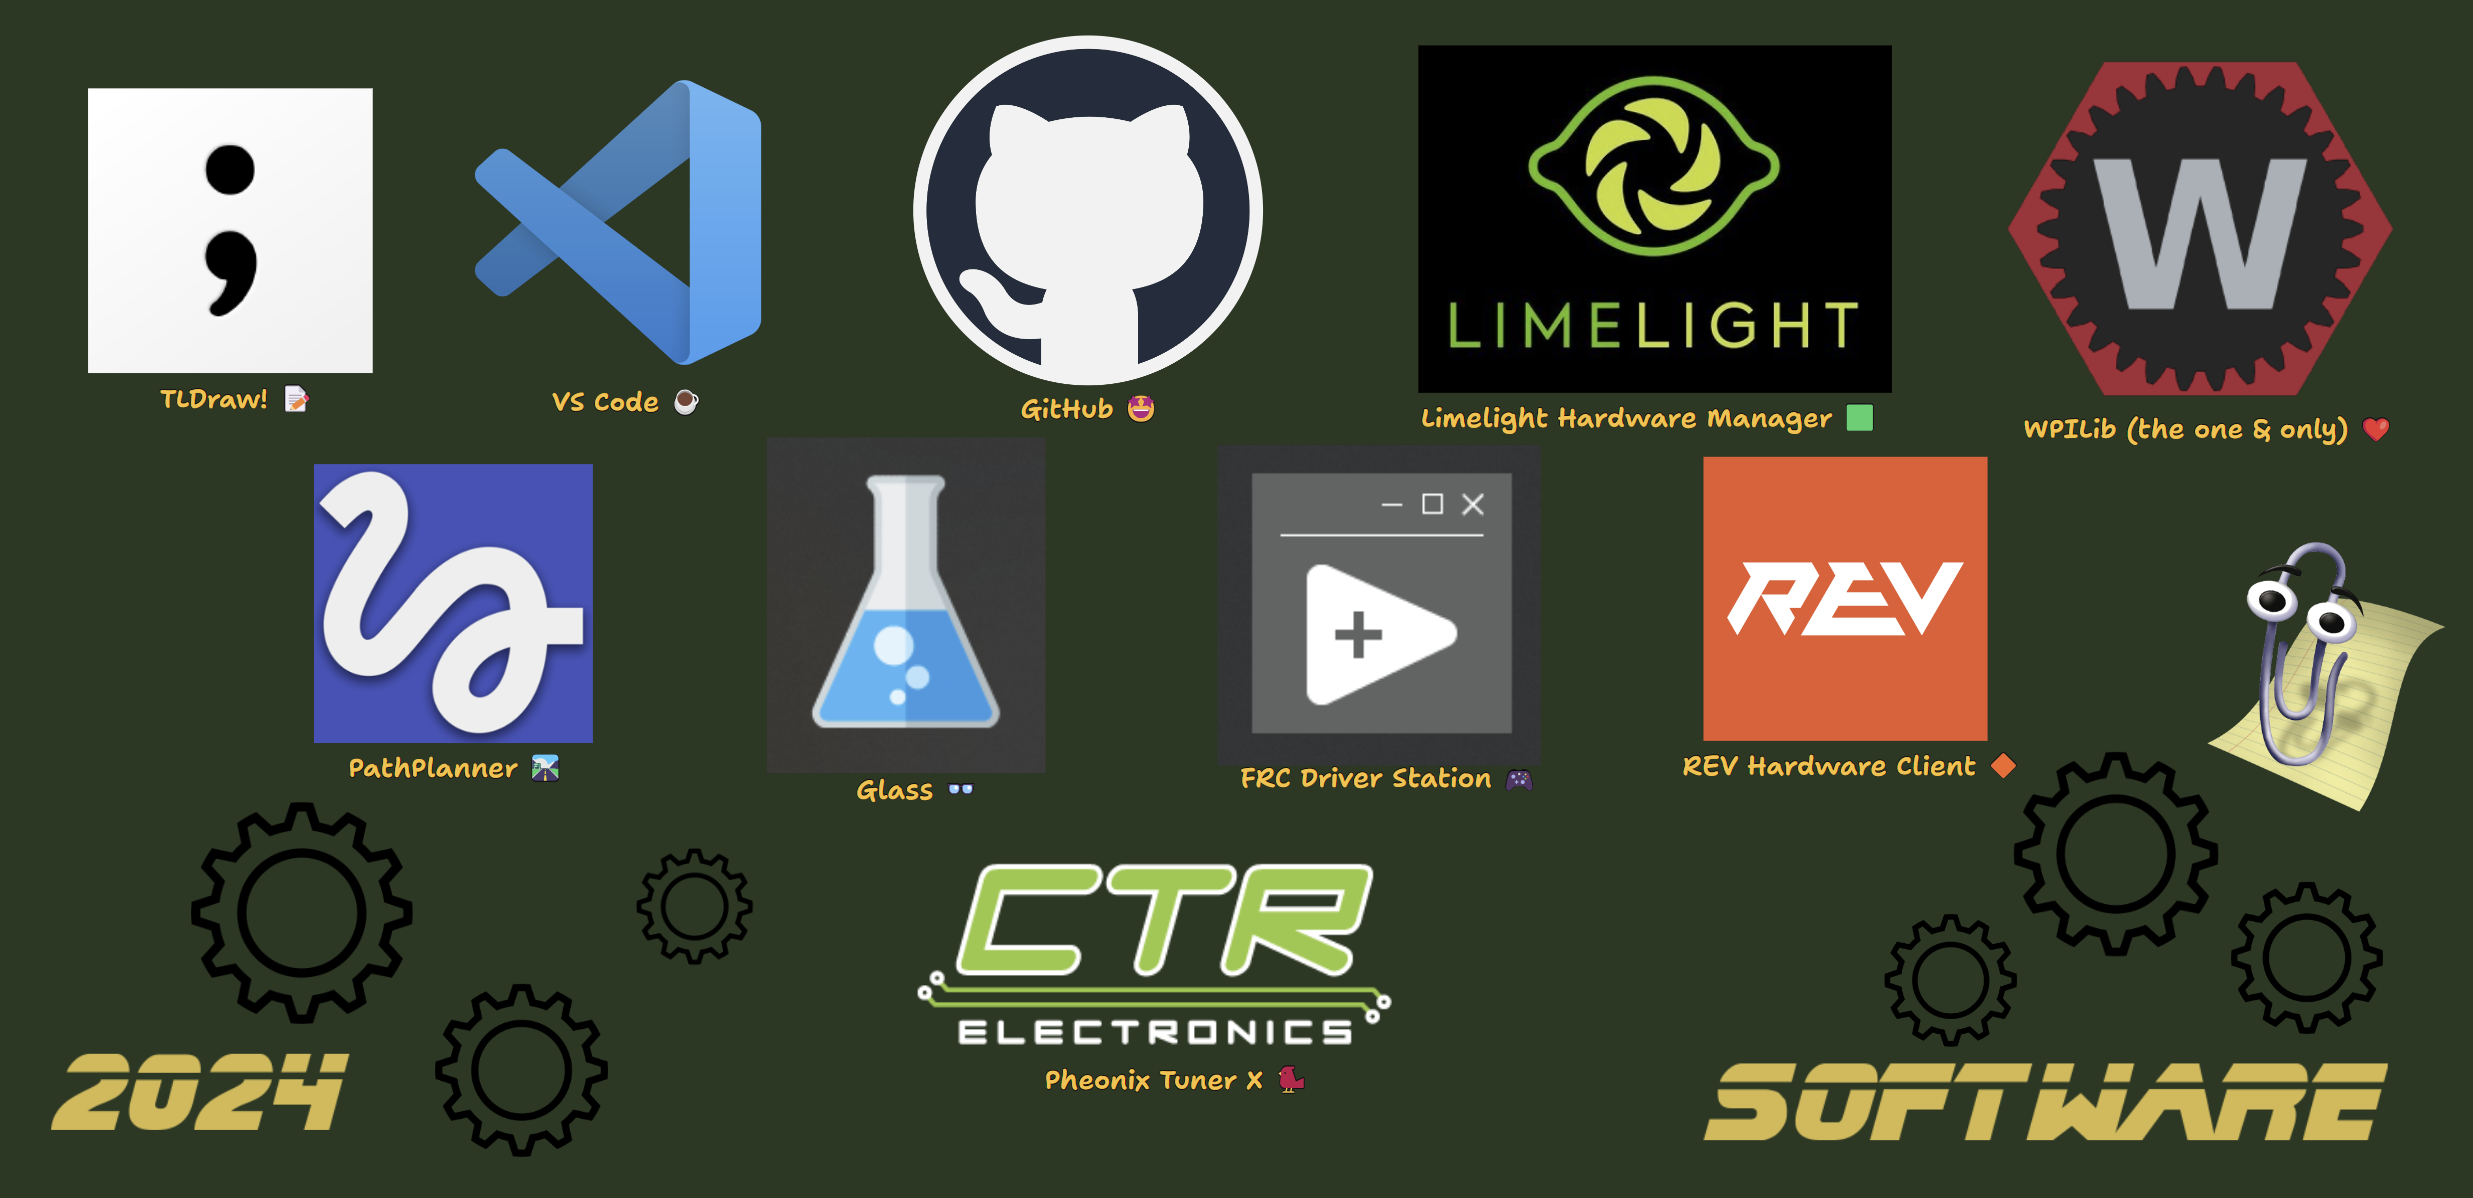 ;
LIMELIGHT
W
TLDraw! 📝
VS Code ☕
GitHub 🤩
Limelight Hardware Manager 🟩
WPILib (the one & only) ❤️
REV
PathPlanner 🛣️
Glass 👓
FRC Driver Station 🎮
REV Hardware Client 🔶
CTR
ELECTRONICS
Pheonix Tuner X 🐦
2024
SOFTWARE